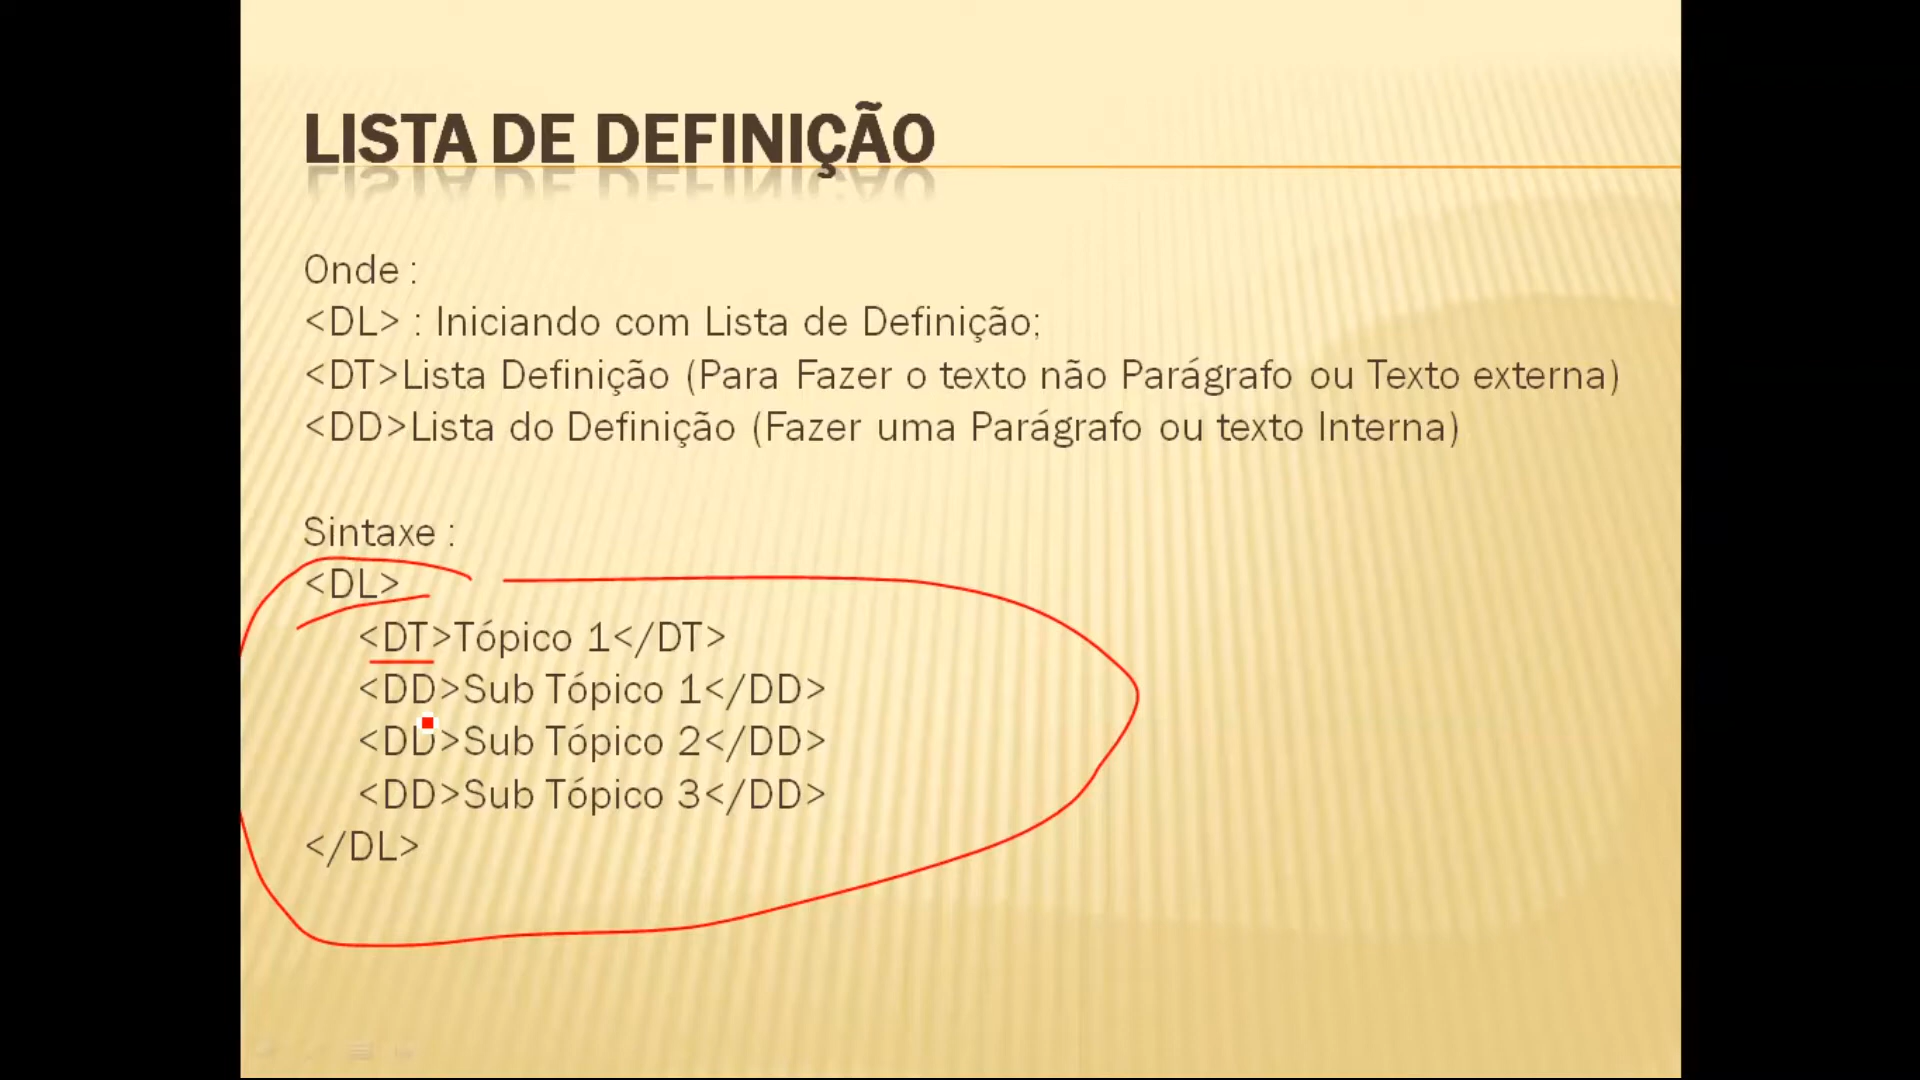 LISTA DE DEFINIÇÃO
Onde :
<DL> : Iniciando com Lista de Definição;
<DT>Lista Definição (Para Fazer o texto não Parágrafo ou Texto externa)
<DD>Lista do Definição (Fazer uma Parágrafo ou texto Interna)
Sintaxe :
<DL>
<DT>Tópico 1</DT>
<DD>Sub Tópico 1</DD>
<DD>Sub Tópico 2</DD>
<DD>Sub Tópico 3</DD>
</DL>